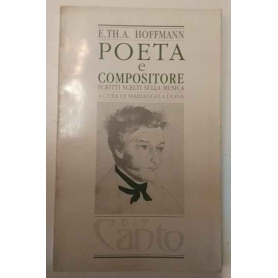 E.TH.A. HOFFMANN
POETA
e
COMPOSITORE
SCRITTI SCELTI SULLA MUSICA
A CURA DI MARIANGELA DONÀ
Canto